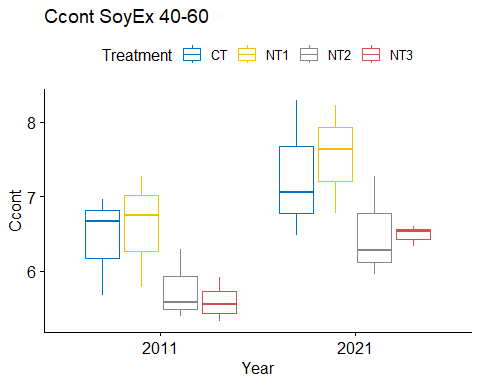 Ccont SoyEx 40-60
Treatment CT NT1 NT2 NT3
8
7
6
Ccont
2011 2021
Year